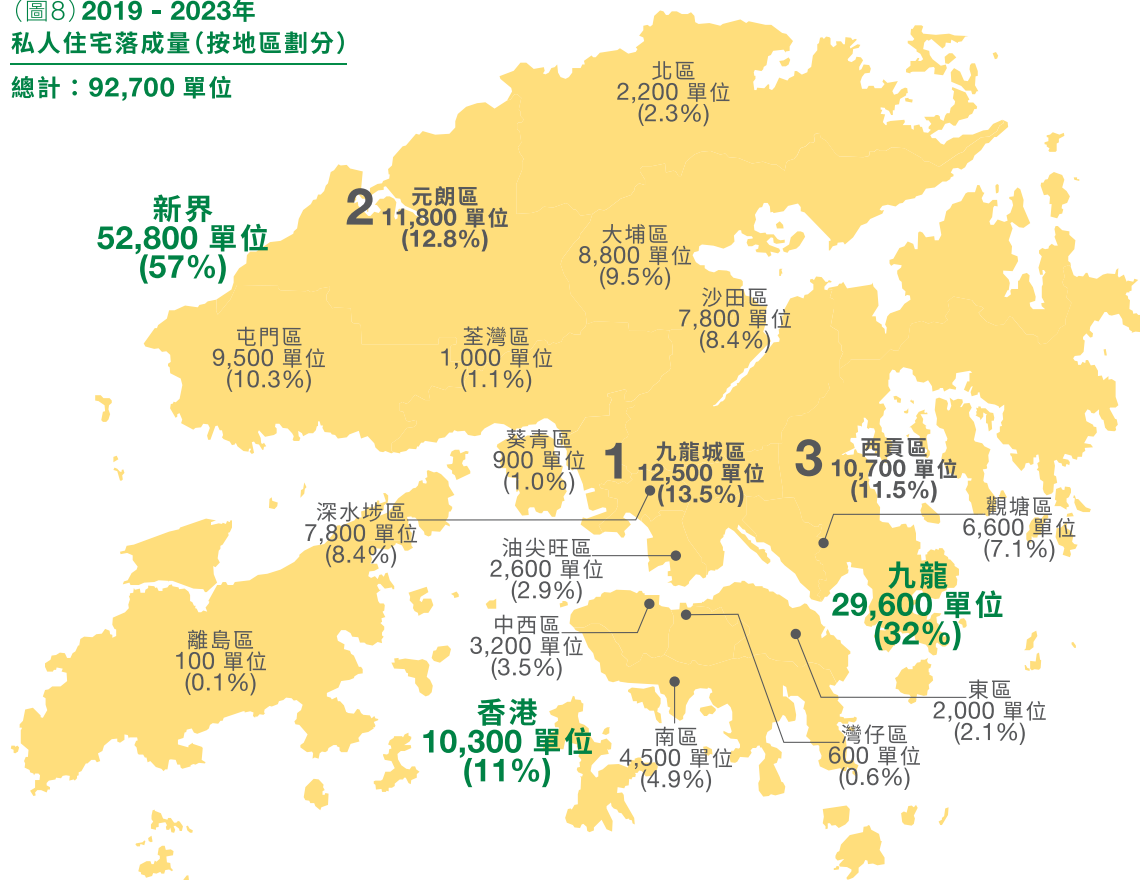 (圖8) 2019 - 2023年
私人住宅落成量(按地區劃分)
總計：92,700 單位
北區
2,200 單位
(2.3%)
新界
52,800 單位
(57%)
2
元朗區
11,800 單位
(12.8%)
大埔區
8,800 單位
(9.5%)
沙田區
7,800 單位
(8.4%)
屯門區
9,500 單位
(10.3%)
荃灣區
1,000 單位
(1.1%)
葵青區
900 單位
(1.0%)
1
九龍城區
12,500 單位
(13.5%)
3
西貢區
10,700 單位
(11.5%)
深水埗區
7,800 單位
(8.4%)
觀塘區
6,600 單位
(7.1%)
油尖旺區
2,600 單位
(2.9%)
九龍
29,600 單位
(32%)
中西區
3,200 單位
(3.5%)
離島區
100 單位
(0.1%)
香港
10,300 單位
(11%)
南區
4,500 單位
(4.9%)
灣仔區
600 單位
(0.6%)
東區
2,000 單位
(2.1%)